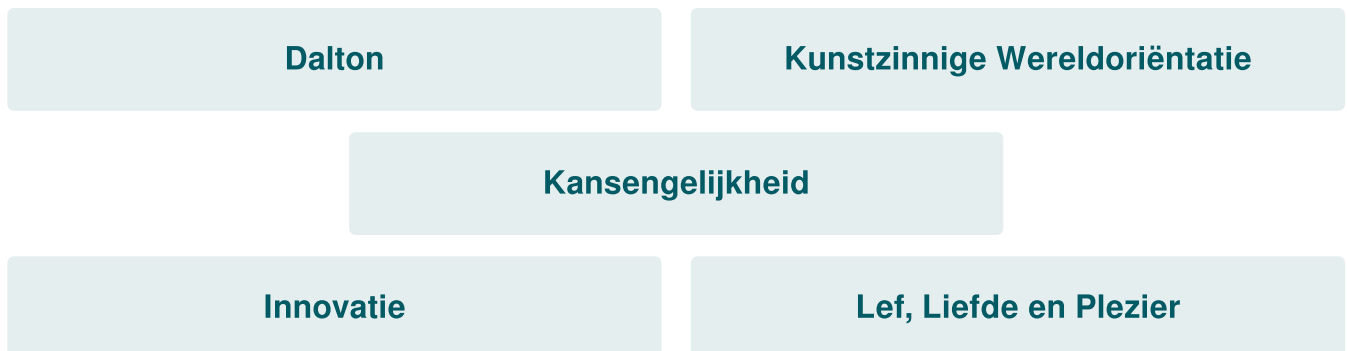 Dalton
Kunstzinnige Wereldoriëntatie
Kansengelijkheid
Innovatie
Lef, Liefde en Plezier